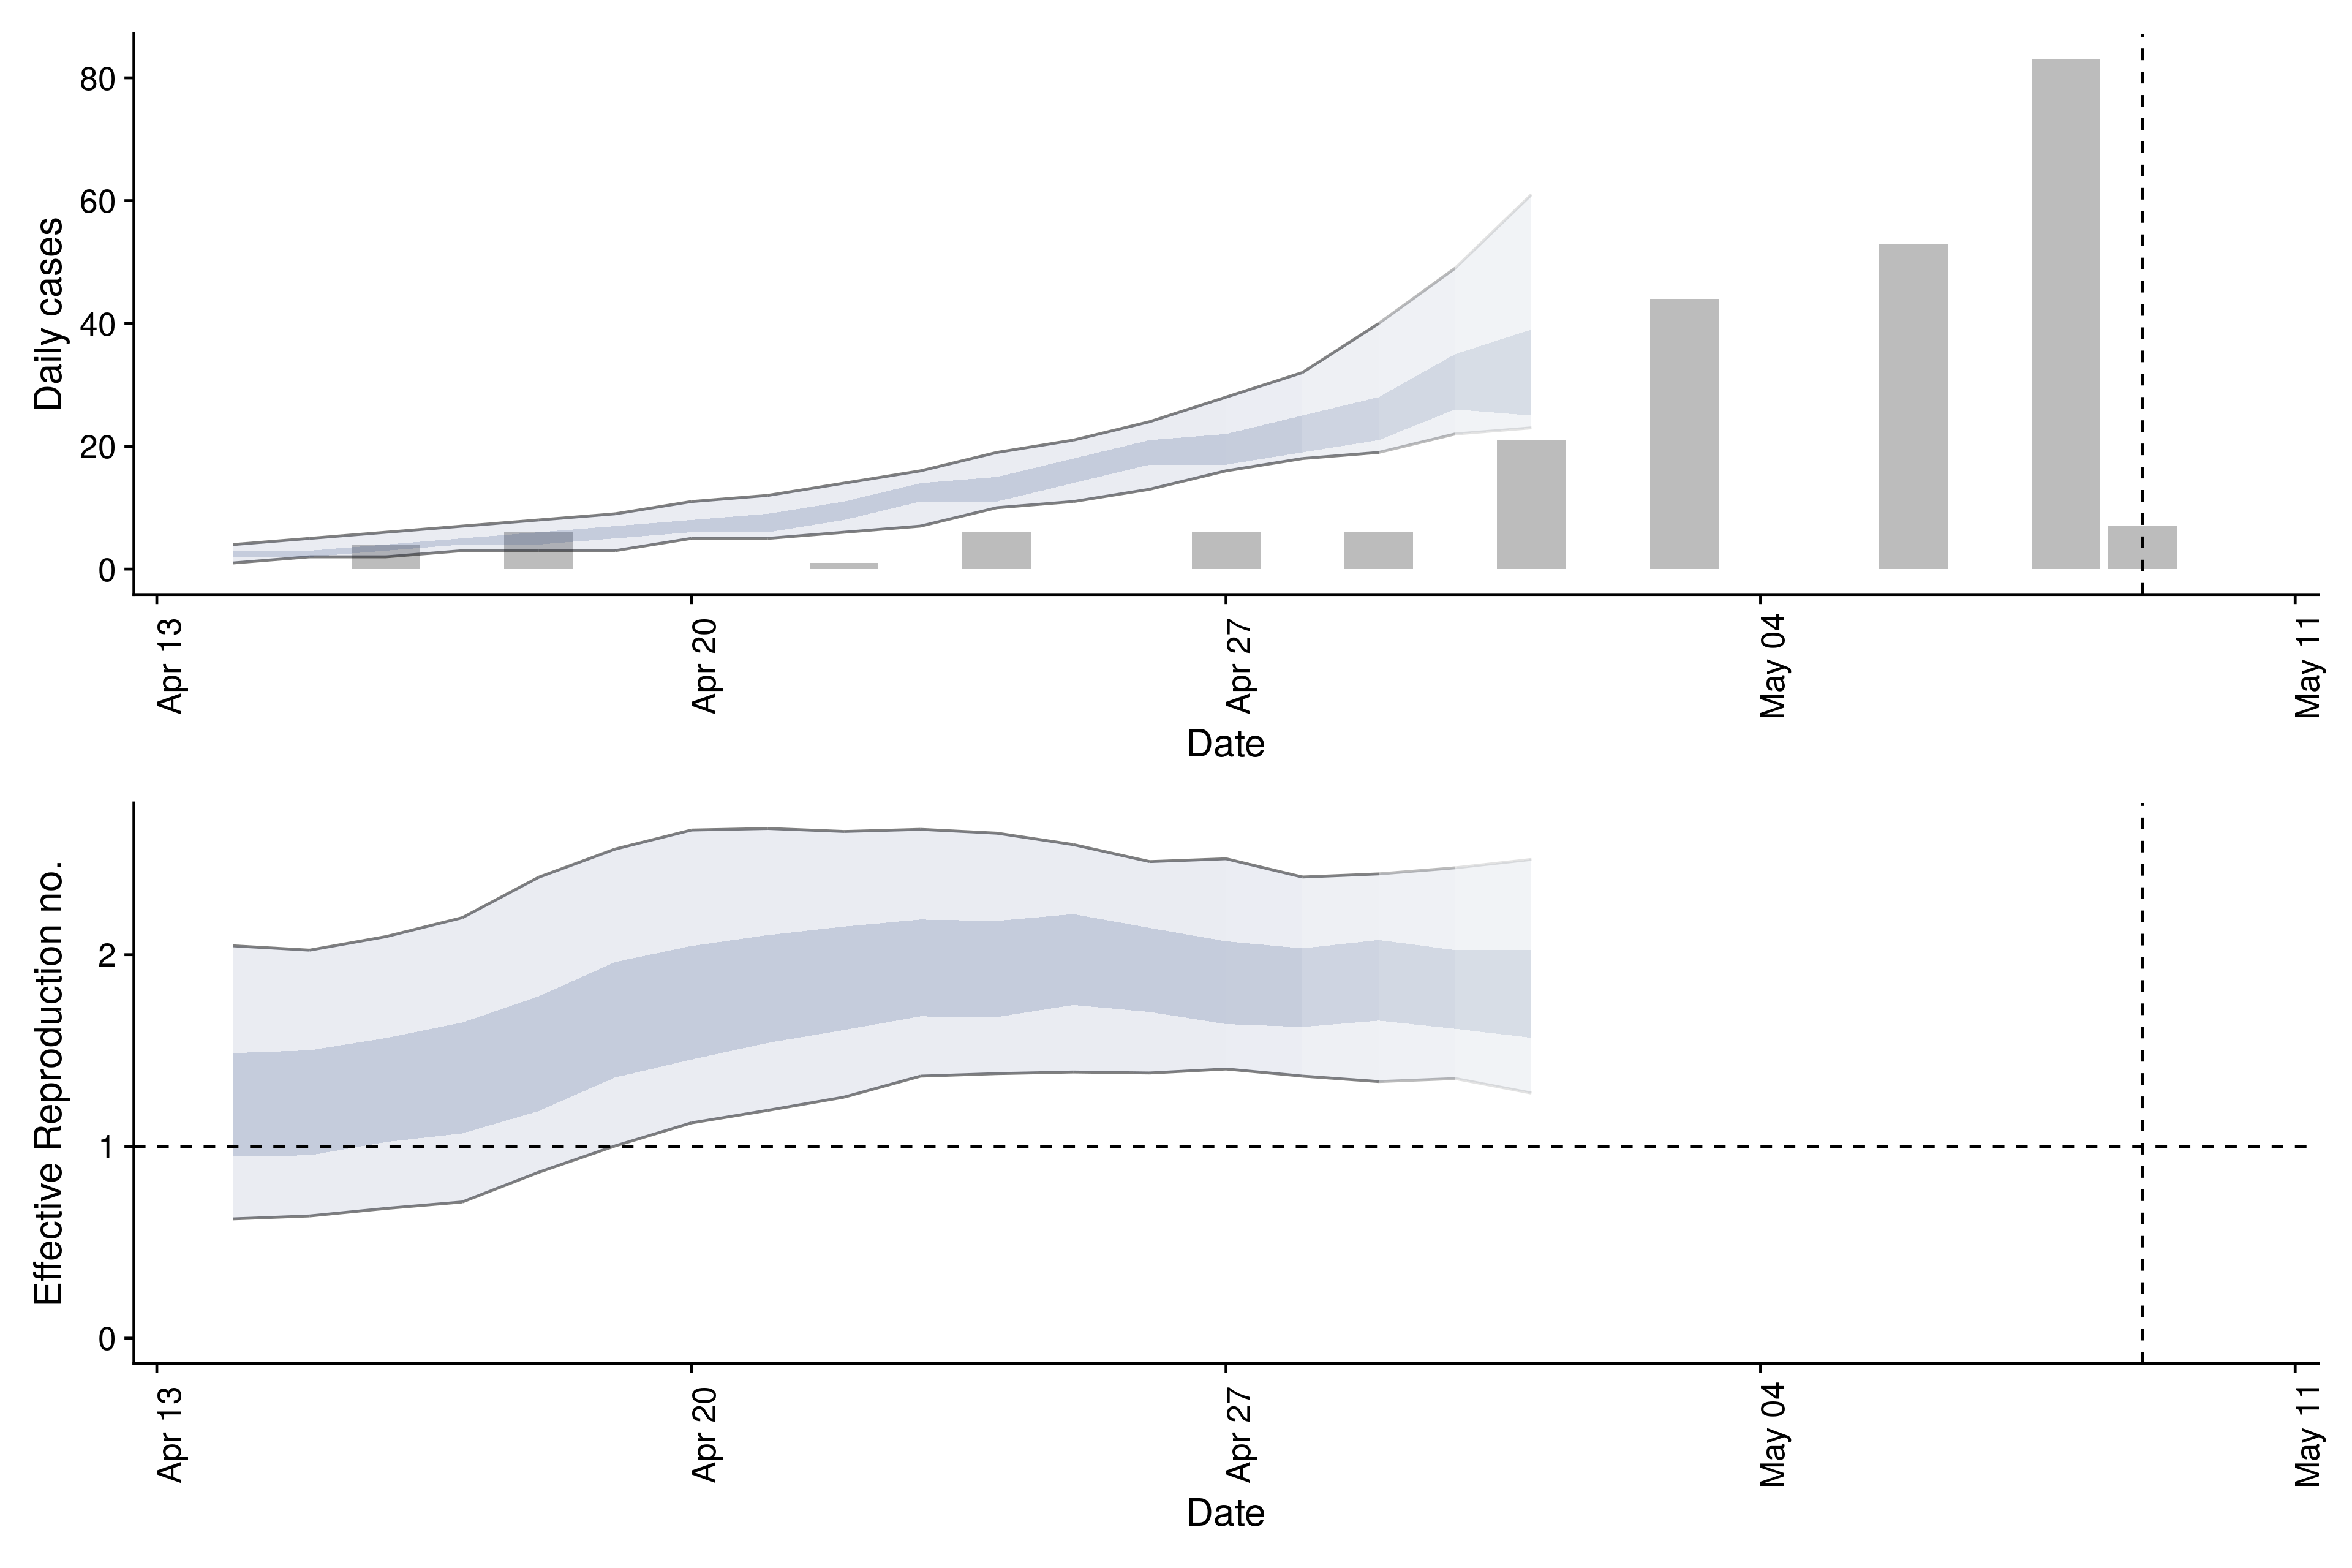 Daily cases
80
60
40
20
0
Apr 13
Apr 20
Apr 27
May 04
May 11
Date
Effective Reproduction no.
2
1
0
Apr 13
Apr 20
Apr 27
May 04
May 11
Date